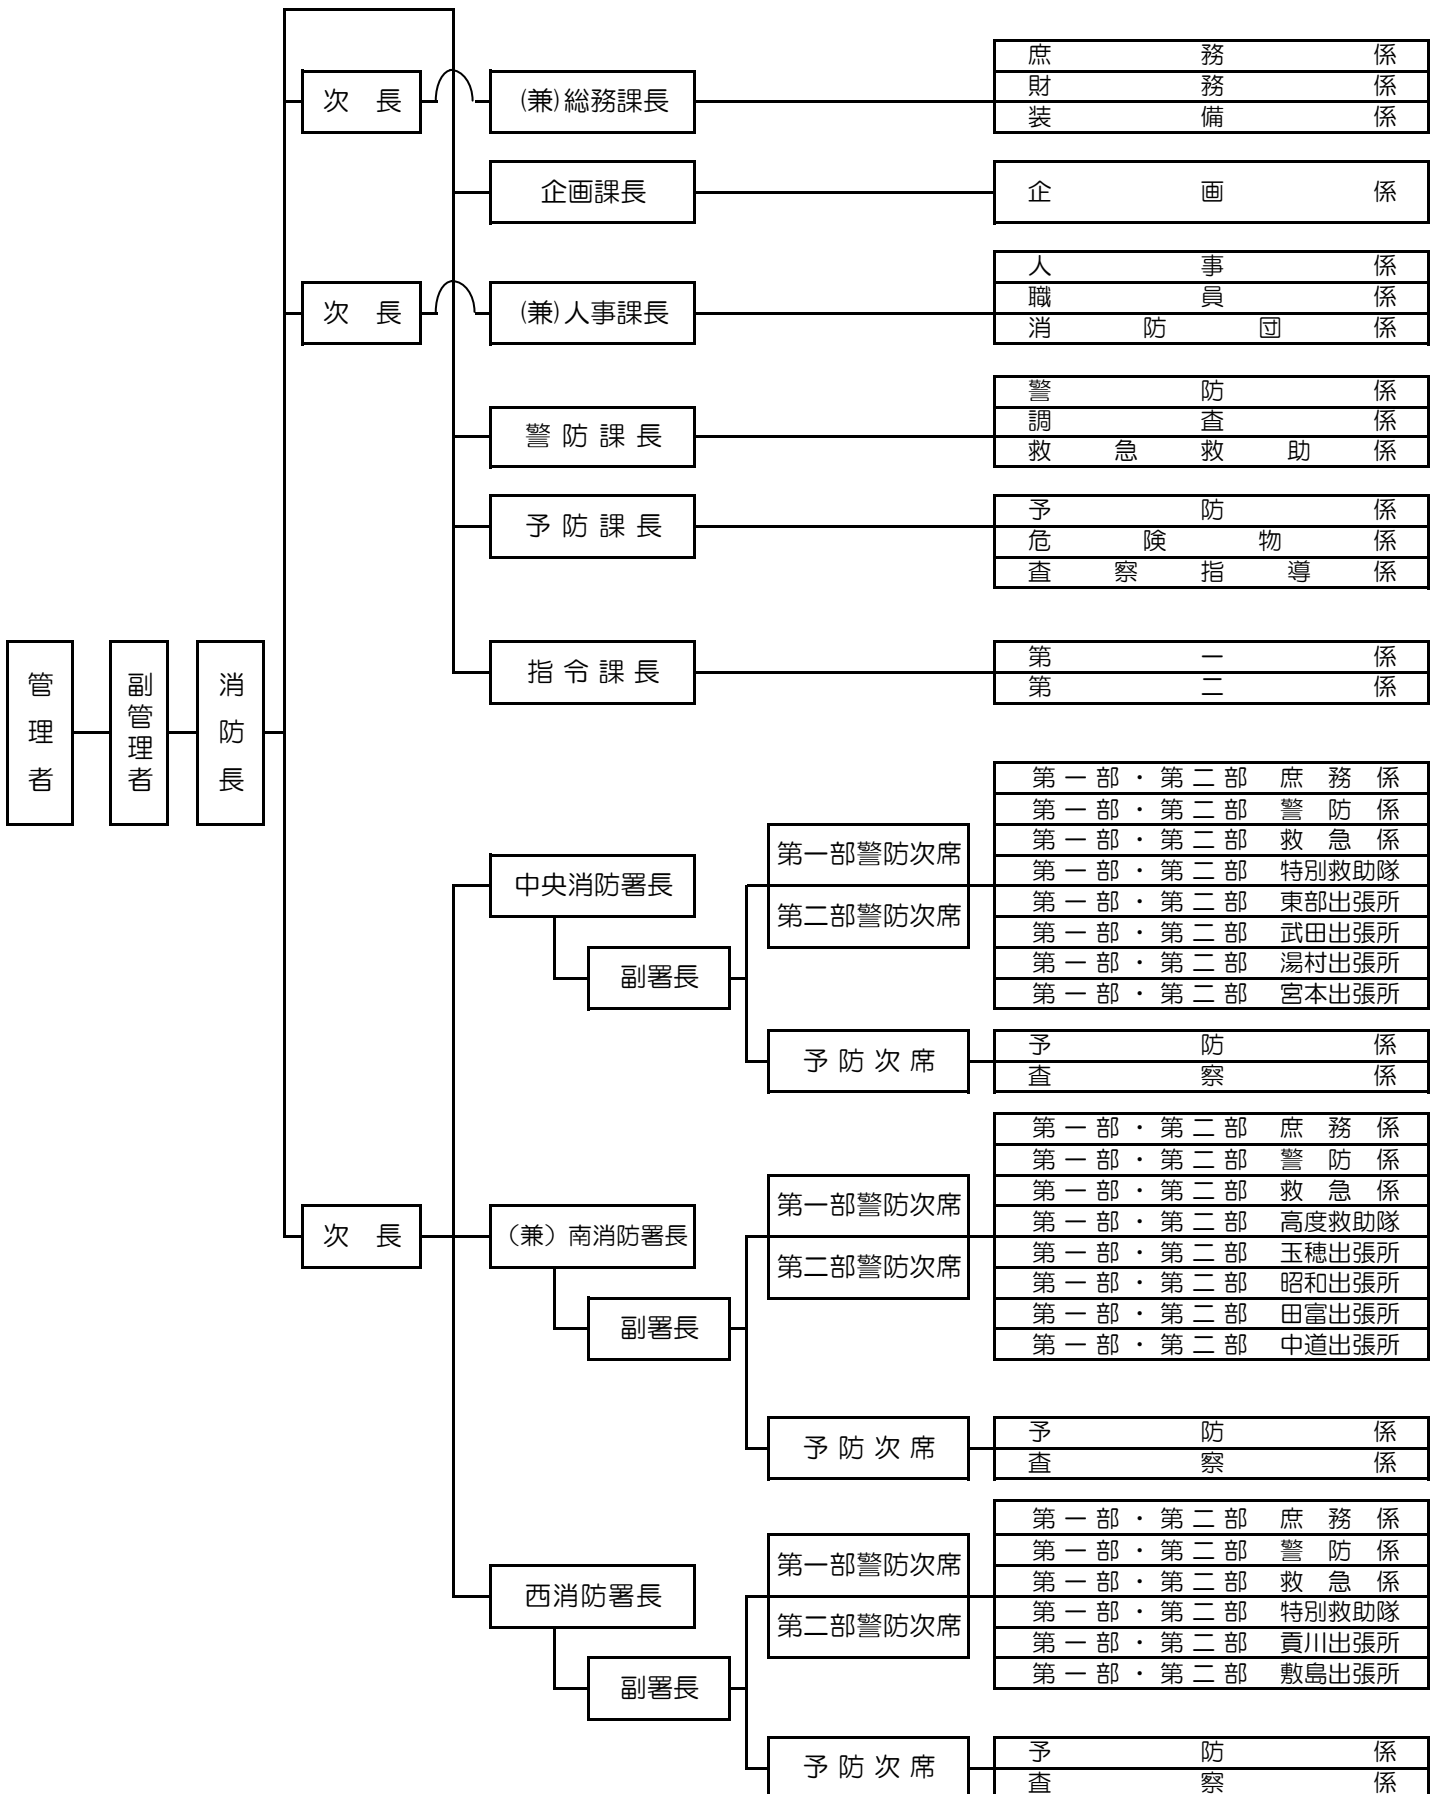 管理者
副管理者
消防長
次　長
(兼)総務課長
庶務係
財務係
装備係
企画課長
企画係
次　長
(兼)人事課長
人事係
職員係
消防団係
警防課長
警防係
調査係
救急救助係
予防課長
予防係
危険物係
査察指導係
指令課長
第一係
第二係
中央消防署長
副署長
第一部警防次席
第二部警防次席
第一部・第二部　庶務係
第一部・第二部　警防係
第一部・第二部　救急係
第一部・第二部　特別救助隊
第一部・第二部　東部出張所
第一部・第二部　武田出張所
第一部・第二部　湯村出張所
第一部・第二部　宮本出張所
予防次席
予防係
査察係
次　長
（兼）南消防署長
副署長
第一部警防次席
第二部警防次席
第一部・第二部　庶務係
第一部・第二部　警防係
第一部・第二部　救急係
第一部・第二部　高度救助隊
第一部・第二部　玉穂出張所
第一部・第二部　昭和出張所
第一部・第二部　田富出張所
第一部・第二部　中道出張所
予防次席
予防係
査察係
西消防署長
副署長
第一部警防次席
第二部警防次席
第一部・第二部　庶務係
第一部・第二部　警防係
第一部・第二部　救急係
第一部・第二部　特別救助隊
第一部・第二部　貢川出張所
第一部・第二部　敷島出張所
予防次席
予防係
査察係